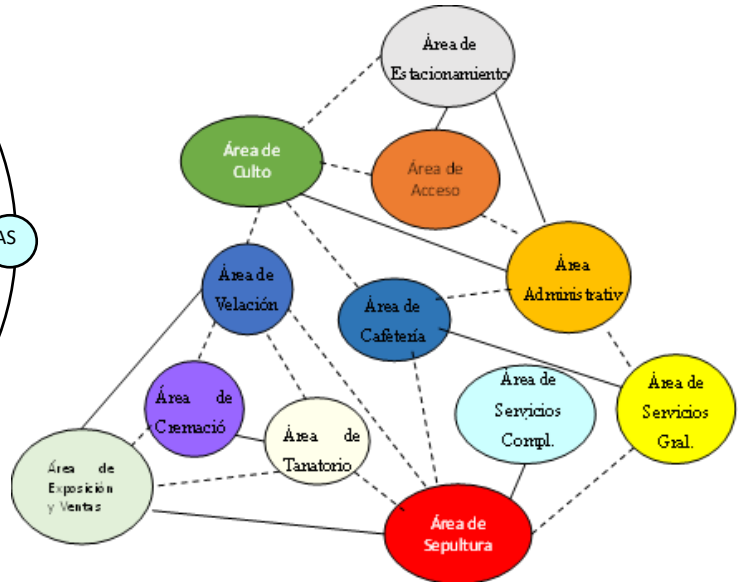 Área de
Estacionamiento
Área de
Culto
Área de
Acceso
AS
Área
Administrativ
Área de
Velación
Área de
Cafetería
Área de
Servicios
Compl.
Área de
Servicios
Gral.
Área de
Cremació
Área de
Tanatorio
Área de
Exposición
y Ventas
Área de
Sepultura